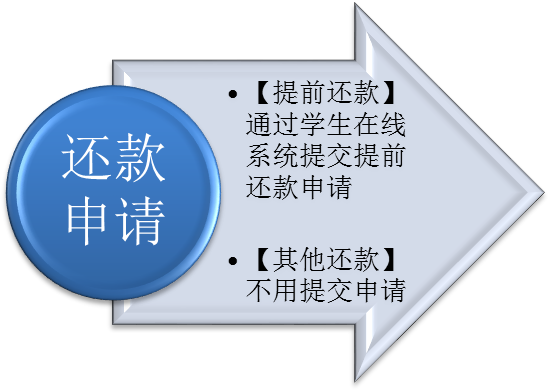 还款
申请
• 【提前还款】
通过学生在线
系统提交提前
还款申请
• 【其他还款】
不用提交申请